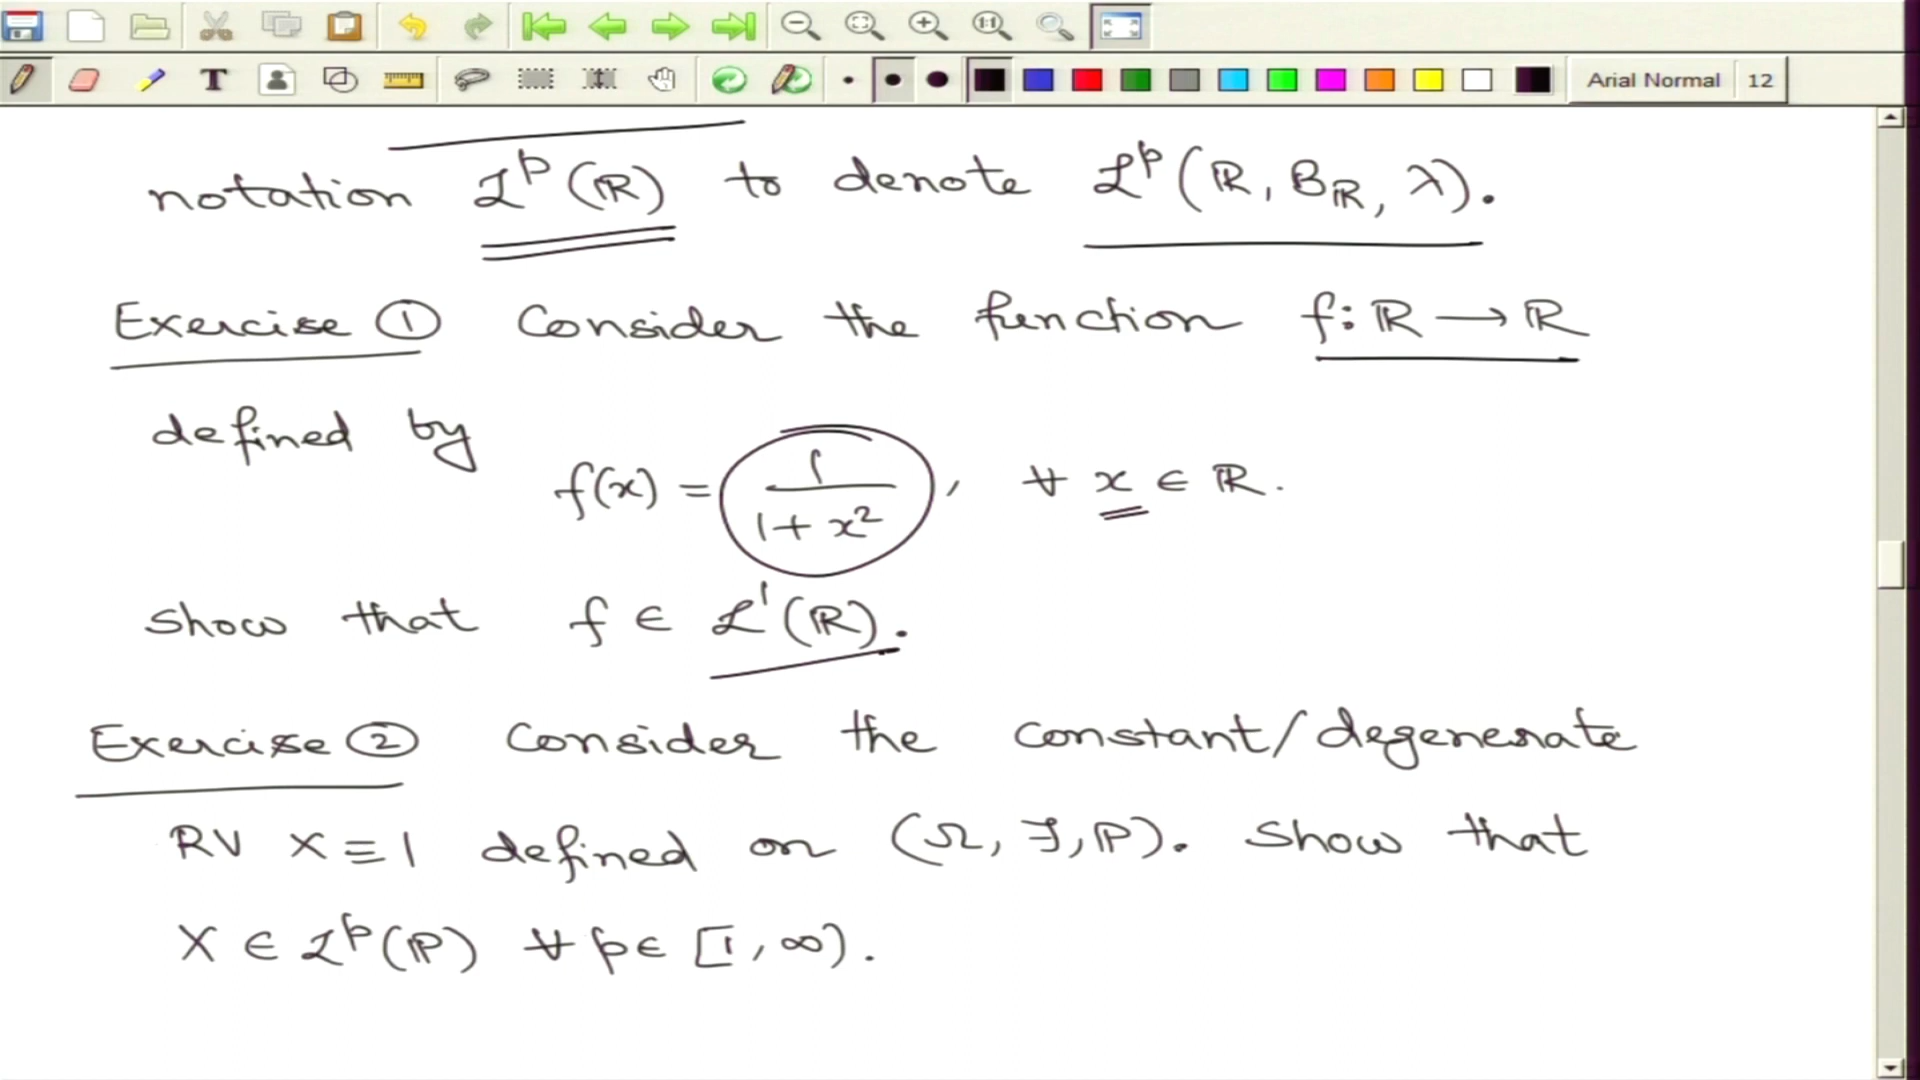 Arial Normal 12
notation ℒᵖ(ℝ) to denote ℒᵖ(ℝ, 𝓑_ℝ, λ).
Exercise ① Consider the function f: ℝ → ℝ
defined by
f(x) = 1/(1+x²), ∀ x ∈ ℝ.
Show that f ∈ ℒ¹(ℝ).
Exercise ② Consider the constant/degenerate
RV X ≡ 1 defined on (Ω, ℱ, ℙ). Show that
X ∈ ℒᵖ(ℙ) ∀ p ∈ [1, ∞).